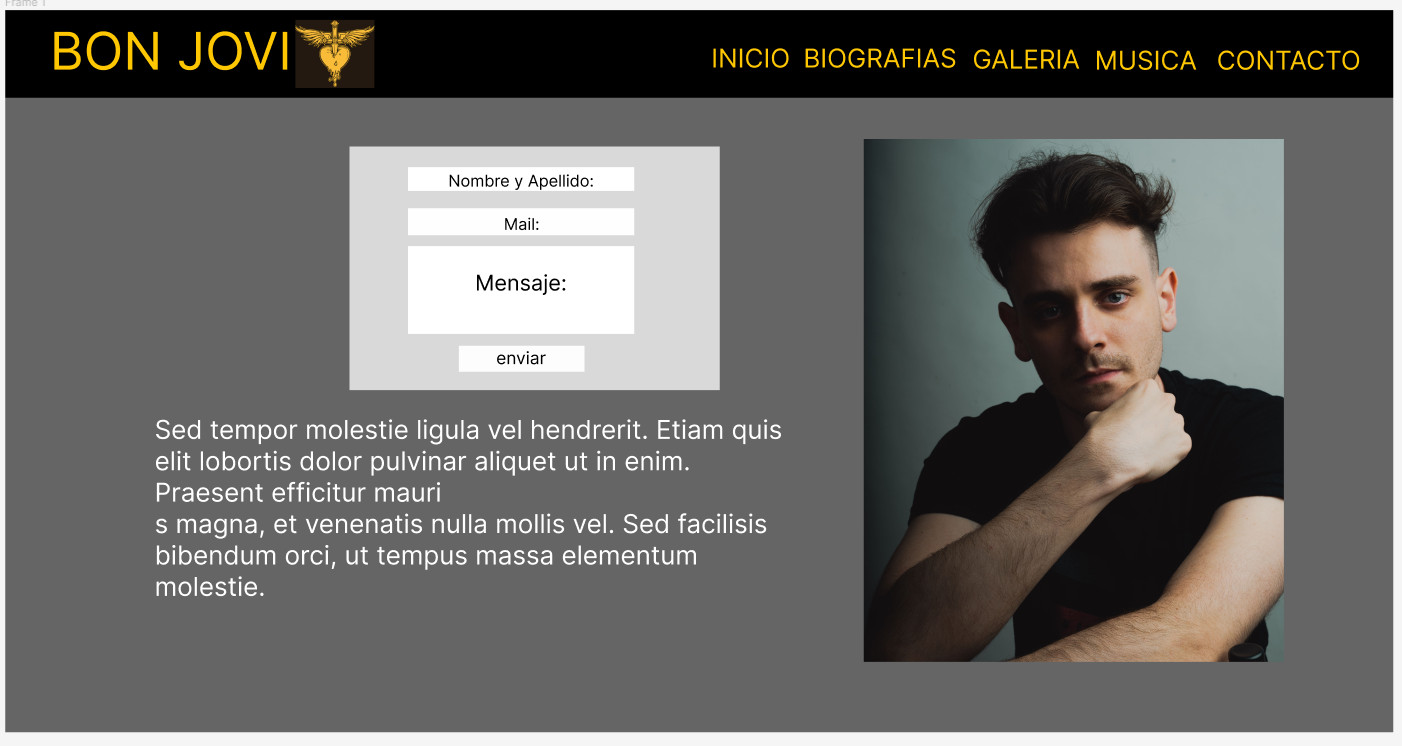 Frame 1
BON JOVI
INICIO BIOGRAFIAS GALERIA MUSICA CONTACTO
Nombre y Apellido:
Mail:
Mensaje:
enviar
Sed tempor molestie ligula vel hendrerit. Etiam quis
elit lobortis dolor pulvinar aliquet ut in enim.
Praesent efficitur mauri
s magna, et venenatis nulla mollis vel. Sed facilisis
bibendum orci, ut tempus massa elementum
molestie.